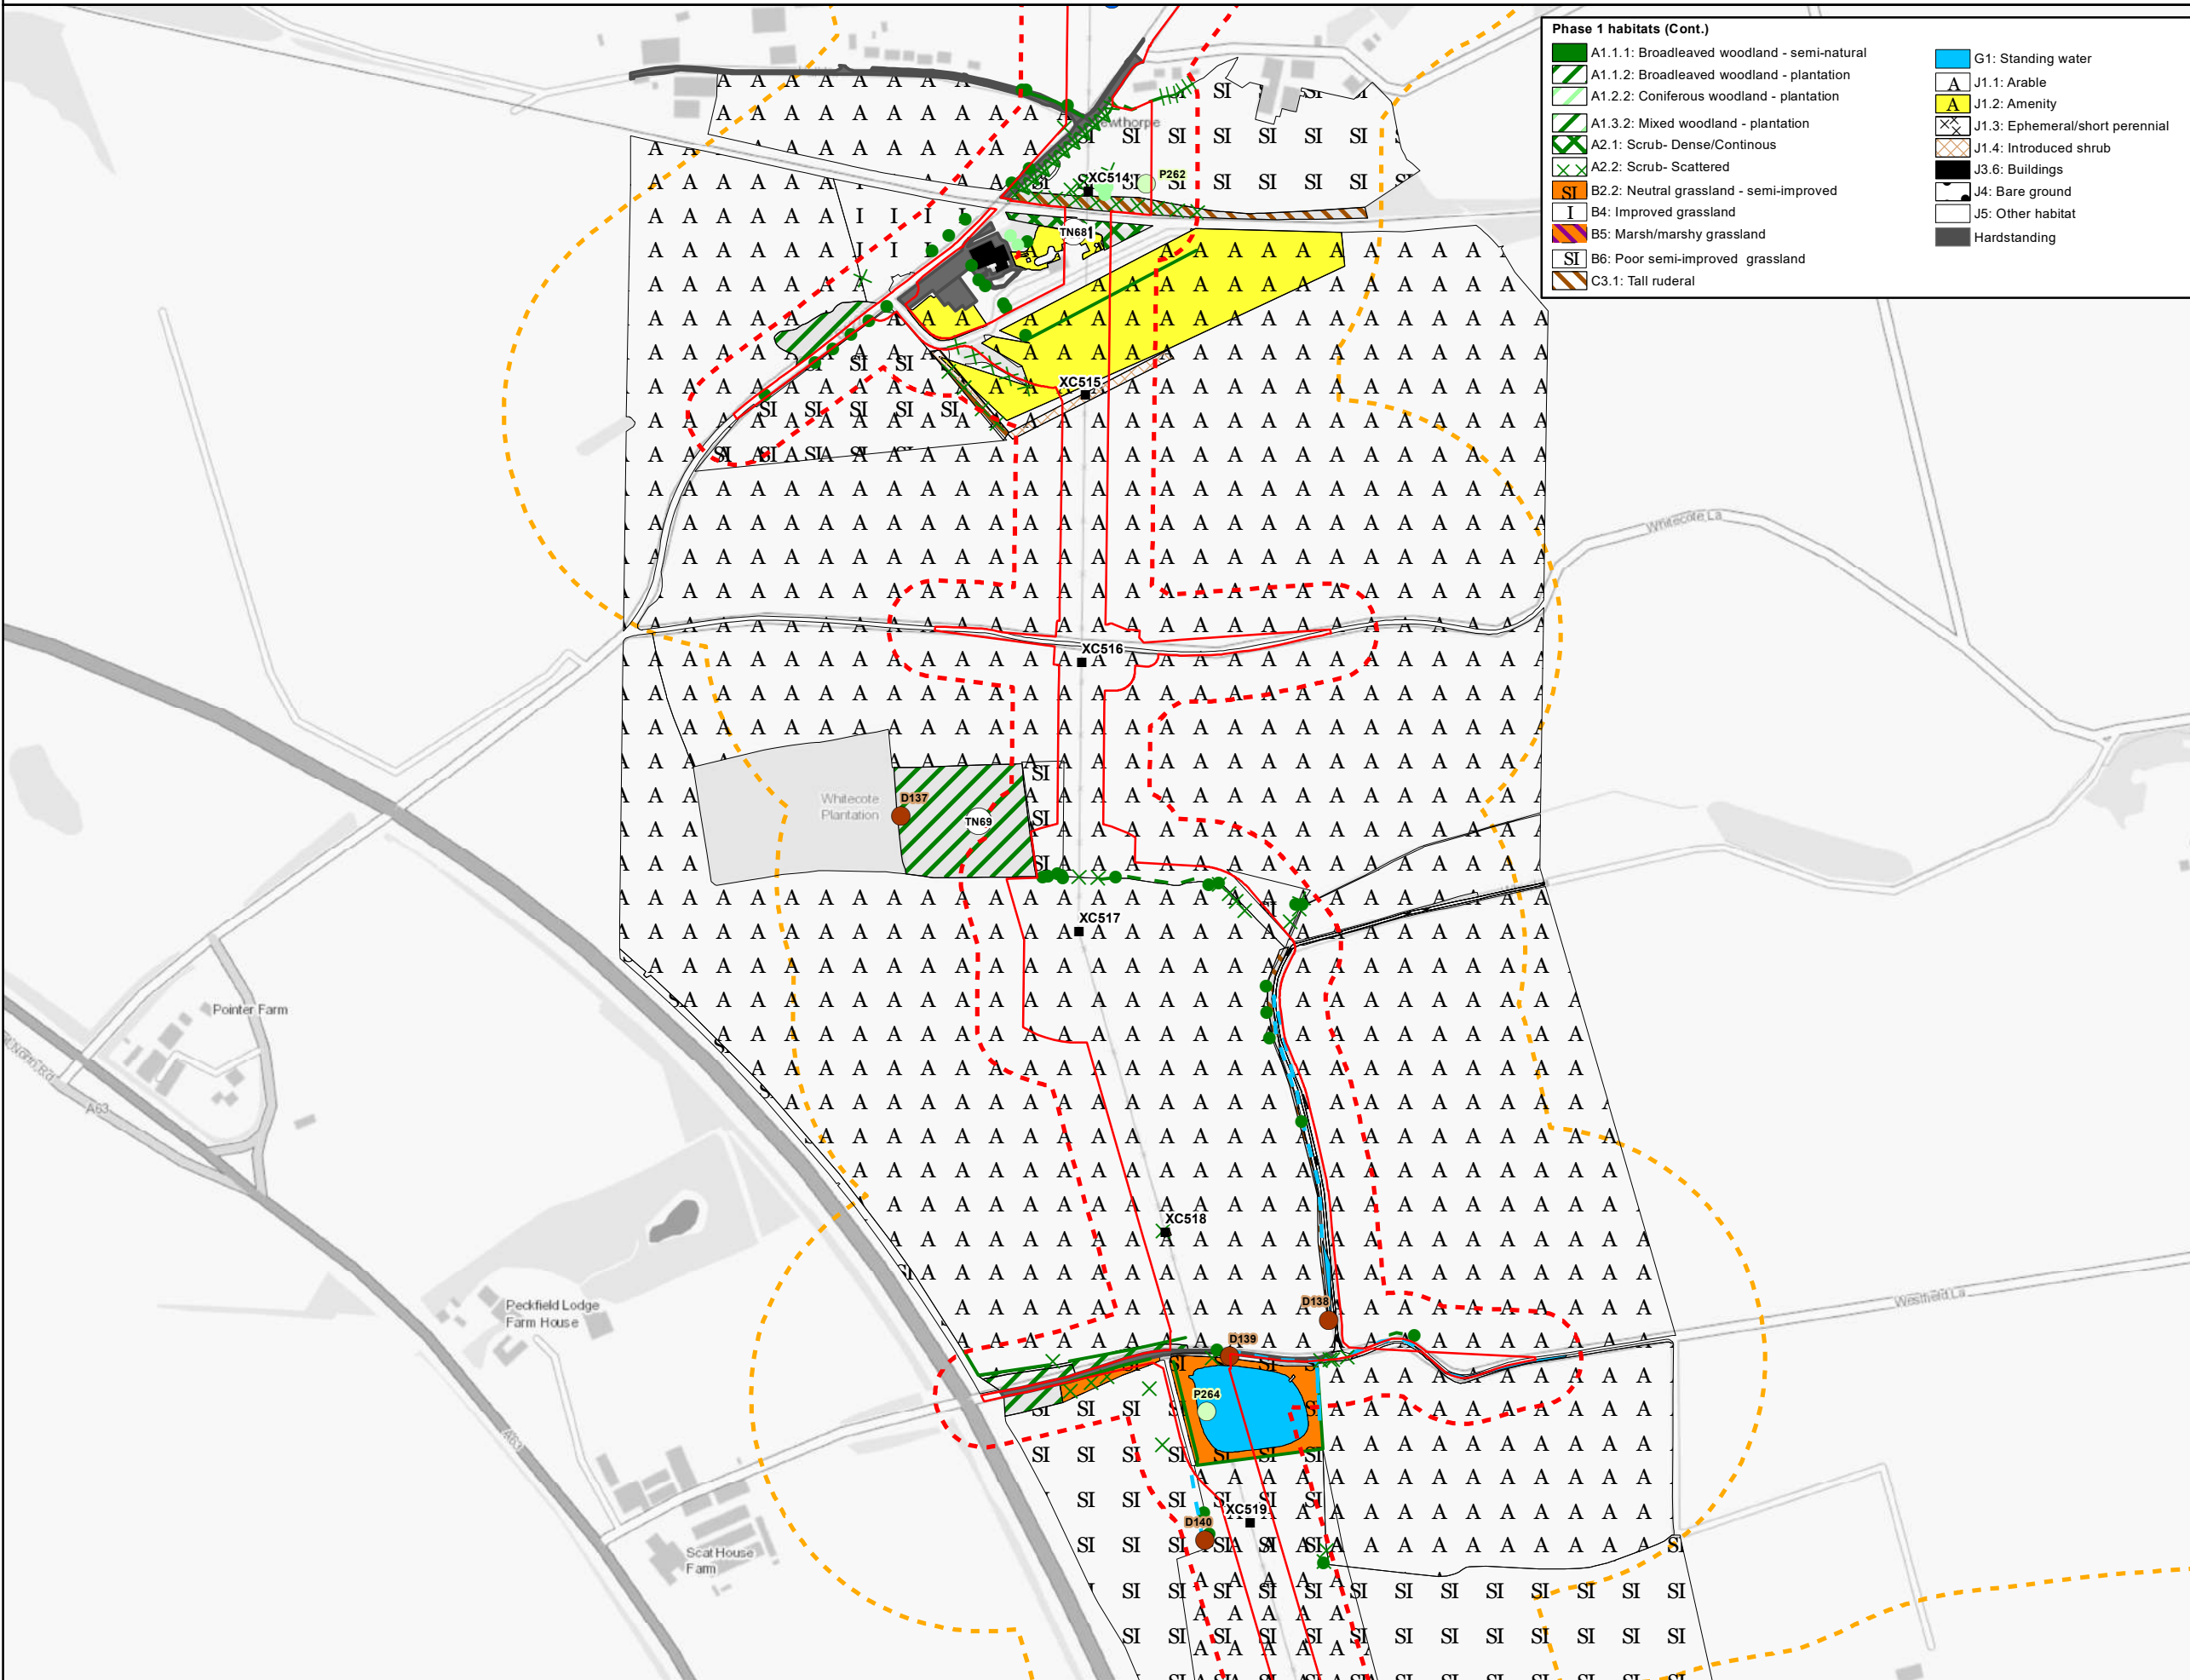 Phase 1 habitats (Cont.)
A1.1.1: Broadleaved woodland - semi-natural
A1.1.2: Broadleaved woodland - plantation
A1.2.2: Coniferous woodland - plantation
A1.3.2: Mixed woodland - plantation
A2.1: Scrub- Dense/Continous
A2.2: Scrub- Scattered
SI B2.2: Neutral grassland - semi-improved
I B4: Improved grassland
B5: Marsh/marshy grassland
SI B6: Poor semi-improved grassland
C3.1: Tall ruderal
G1: Standing water
A J1.1: Arable
A J1.2: Amenity
J1.3: Ephemeral/short perennial
J1.4: Introduced shrub
J3.6: Buildings
J4: Bare ground
J5: Other habitat
Hardstanding
XC514
P262
TN68
XC515
Whitecote La
XC516
Whitecote
Plantation
D137
TN69
XC517
Pointer Farm
A63
XC518
Peckfield Lodge
Farm House
D138
Westfield La
D139
P264
A63
XC519
D140
Scat House
Farm